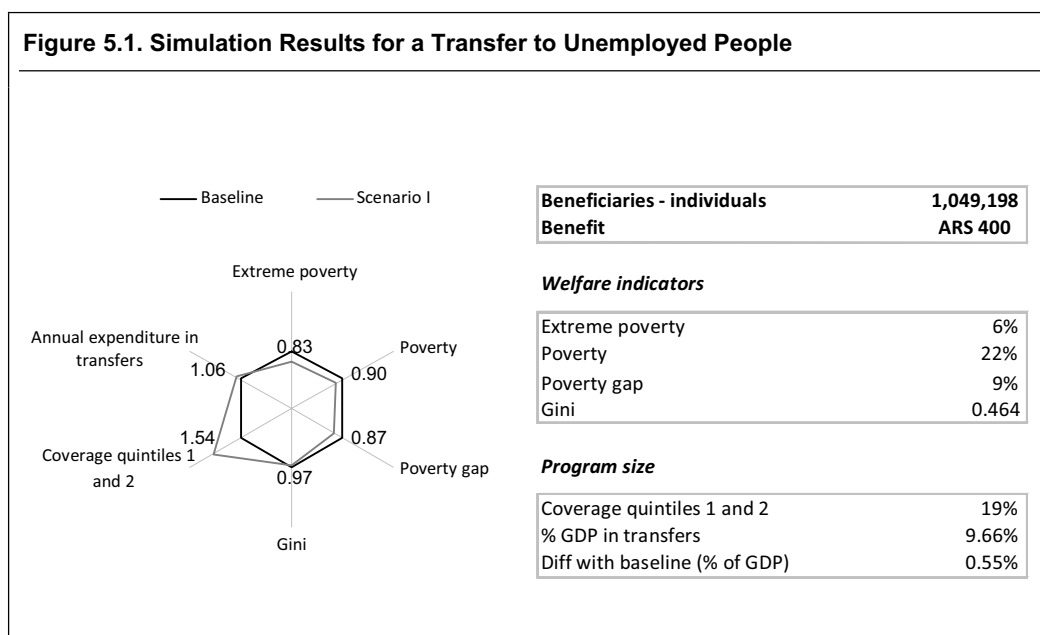 Figure 5.1. Simulation Results for a Transfer to Unemployed People
Baseline
Scenario I
Extreme poverty
Annual expenditure in
transfers
0.83
Poverty
1.06
0.90
1.54
0.87
Coverage quintiles 1
and 2
Poverty gap
0.97
Gini
Beneficiaries - individuals 1,049,198
Benefit ARS 400
Welfare indicators
Extreme poverty 6%
Poverty 22%
Poverty gap 9%
Gini 0.464
Program size
Coverage quintiles 1 and 2 19%
% GDP in transfers 9.66%
Diff with baseline (% of GDP) 0.55%